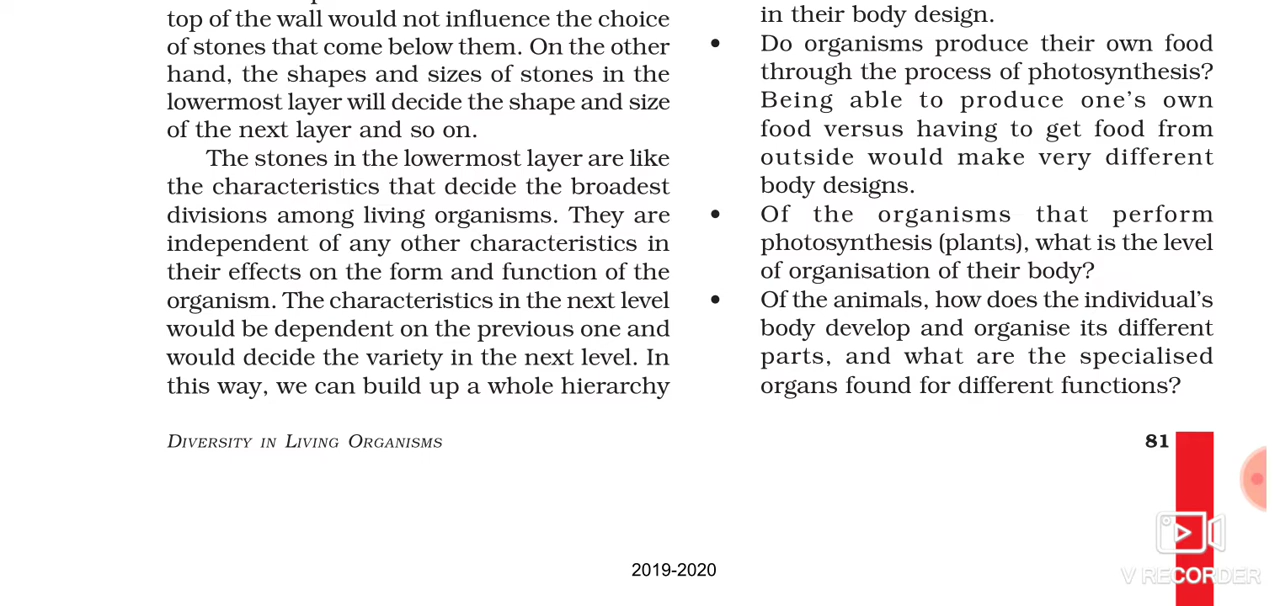 top of the wall would not influence the choice
of stones that come below them. On the other
hand, the shapes and sizes of stones in the
lowermost layer will decide the shape and size
of the next layer and so on.
The stones in the lowermost layer are like
the characteristics that decide the broadest
divisions among living organisms. They are
independent of any other characteristics in
their effects on the form and function of the
organism. The characteristics in the next level
would be dependent on the previous one and
would decide the variety in the next level. In
this way, we can build up a whole hierarchy
in their body design.
• Do organisms produce their own food
through the process of photosynthesis?
Being able to produce one's own
food versus having to get food from
outside would make very different
body designs.
• Of the organisms that perform
photosynthesis (plants), what is the level
of organisation of their body?
• Of the animals, how does the individual's
body develop and organise its different
parts, and what are the specialised
organs found for different functions?
DIVERSITY IN LIVING ORGANISMS
81
2019-2020
V RECORDER